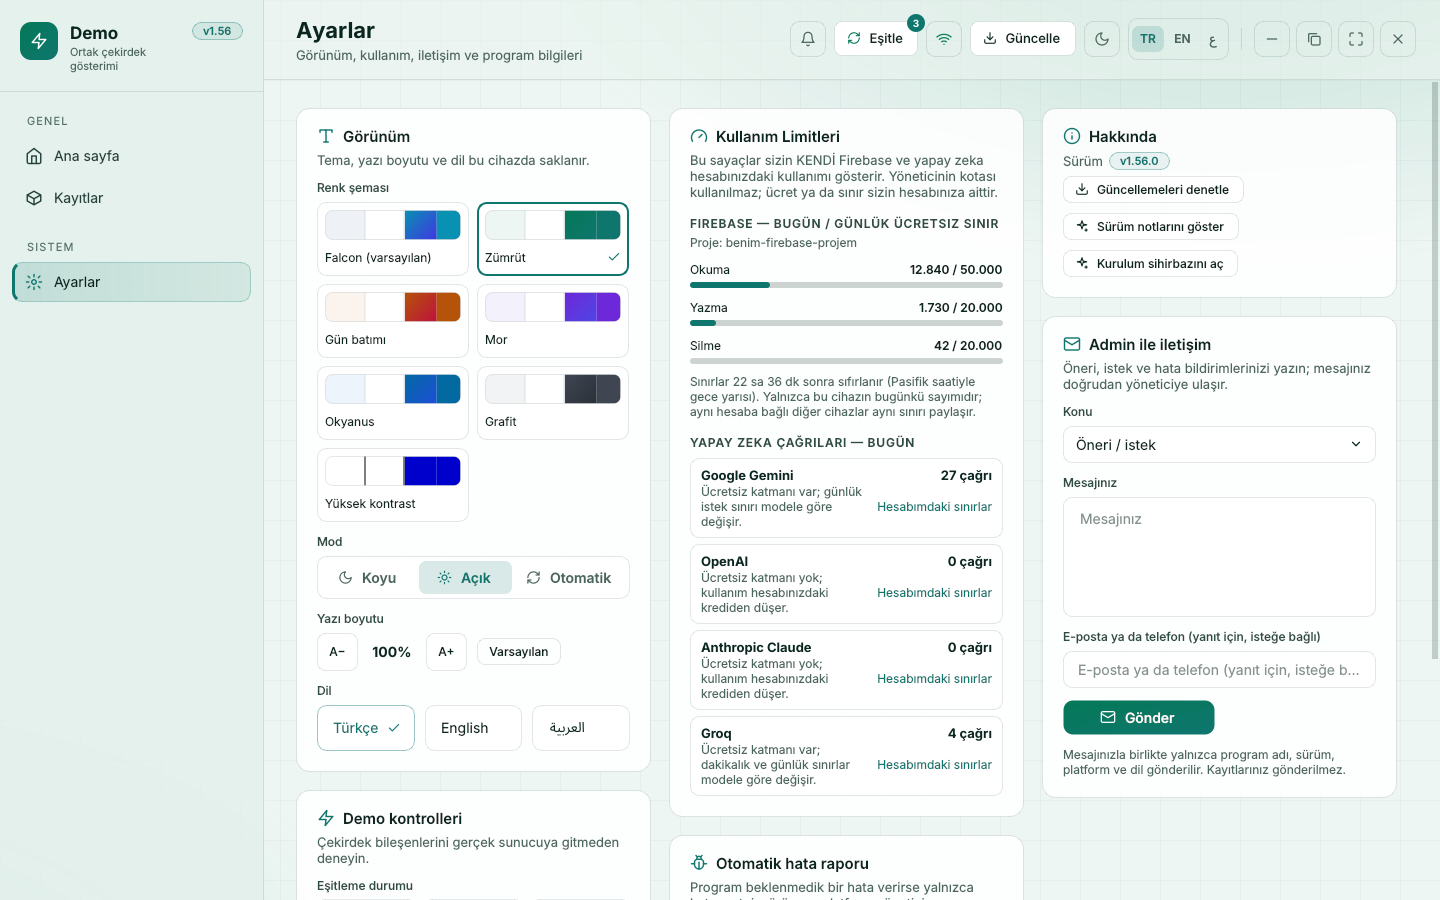 Demo
v1.56
Ortak çekirdek
gösterimi
GENEL
Ana sayfa
Kayıtlar
SİSTEM
Ayarlar
Ayarlar
Görünüm, kullanım, iletişim ve program bilgileri
Eşitle
3
Güncelle
TR
EN
ع
Görünüm
Tema, yazı boyutu ve dil bu cihazda saklanır.
Renk şeması
Falcon (varsayılan)
Zümrüt
Gün batımı
Mor
Okyanus
Grafit
Yüksek kontrast
Mod
Koyu
Açık
Otomatik
Yazı boyutu
A−
100%
A+
Varsayılan
Dil
Türkçe
English
العربية
Demo kontrolleri
Çekirdek bileşenlerini gerçek sunucuya gitmeden
deneyin.
Eşitleme durumu
Kullanım Limitleri
Bu sayaçlar sizin KENDİ Firebase ve yapay zeka
hesabınızdaki kullanımı gösterir. Yöneticinin kotası
kullanılmaz; ücret ya da sınır sizin hesabınıza aittir.
FIREBASE — BUGÜN / GÜNLÜK ÜCRETSIZ SINIR
Proje: benim-firebase-projem
Okuma
12.840 / 50.000
Yazma
1.730 / 20.000
Silme
42 / 20.000
Sınırlar 22 sa 36 dk sonra sıfırlanır (Pasifik saatiyle
gece yarısı). Yalnızca bu cihazın bugünkü sayımıdır;
aynı hesaba bağlı diğer cihazlar aynı sınırı paylaşır.
YAPAY ZEKA ÇAĞRILARI — BUGÜN
Google Gemini
27 çağrı
Ücretsiz katmanı var; günlük
istek sınırı modele göre
değişir.
Hesabımdaki sınırlar
OpenAI
0 çağrı
Ücretsiz katmanı yok;
kullanım hesabınızdaki
krediden düşer.
Hesabımdaki sınırlar
Anthropic Claude
0 çağrı
Ücretsiz katmanı yok;
kullanım hesabınızdaki
krediden düşer.
Hesabımdaki sınırlar
Groq
4 çağrı
Ücretsiz katmanı var;
dakikalık ve günlük sınırlar
modele göre değişir.
Hesabımdaki sınırlar
Otomatik hata raporu
Program beklenmedik bir hata verirse yalnızca
Hakkında
Sürüm
v1.56.0
Güncellemeleri denetle
Sürüm notlarını göster
Kurulum sihirbazını aç
Admin ile iletişim
Öneri, istek ve hata bildirimlerinizi yazın; mesajınız
doğrudan yöneticiye ulaşır.
Konu
Öneri / istek
Mesajınız
Mesajınız
E-posta ya da telefon (yanıt için, isteğe bağlı)
E-posta ya da telefon (yanıt için, isteğe b...
Gönder
Mesajınızla birlikte yalnızca program adı, sürüm,
platform ve dil gönderilir. Kayıtlarınız gönderilmez.